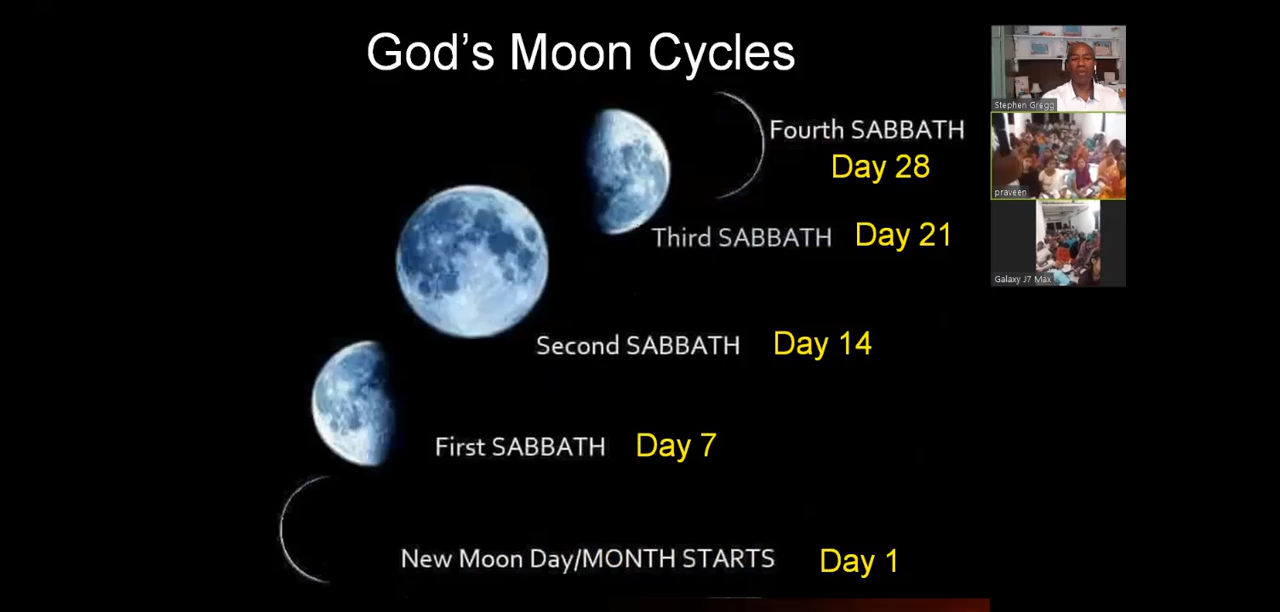 God's Moon Cycles
Fourth SABBATH
Day 28
Third SABBATH Day 21
Second SABBATH Day 14
First SABBATH Day 7
New Moon Day/MONTH STARTS Day 1
Stephen Gregg
praveen
Galaxy J7 Max